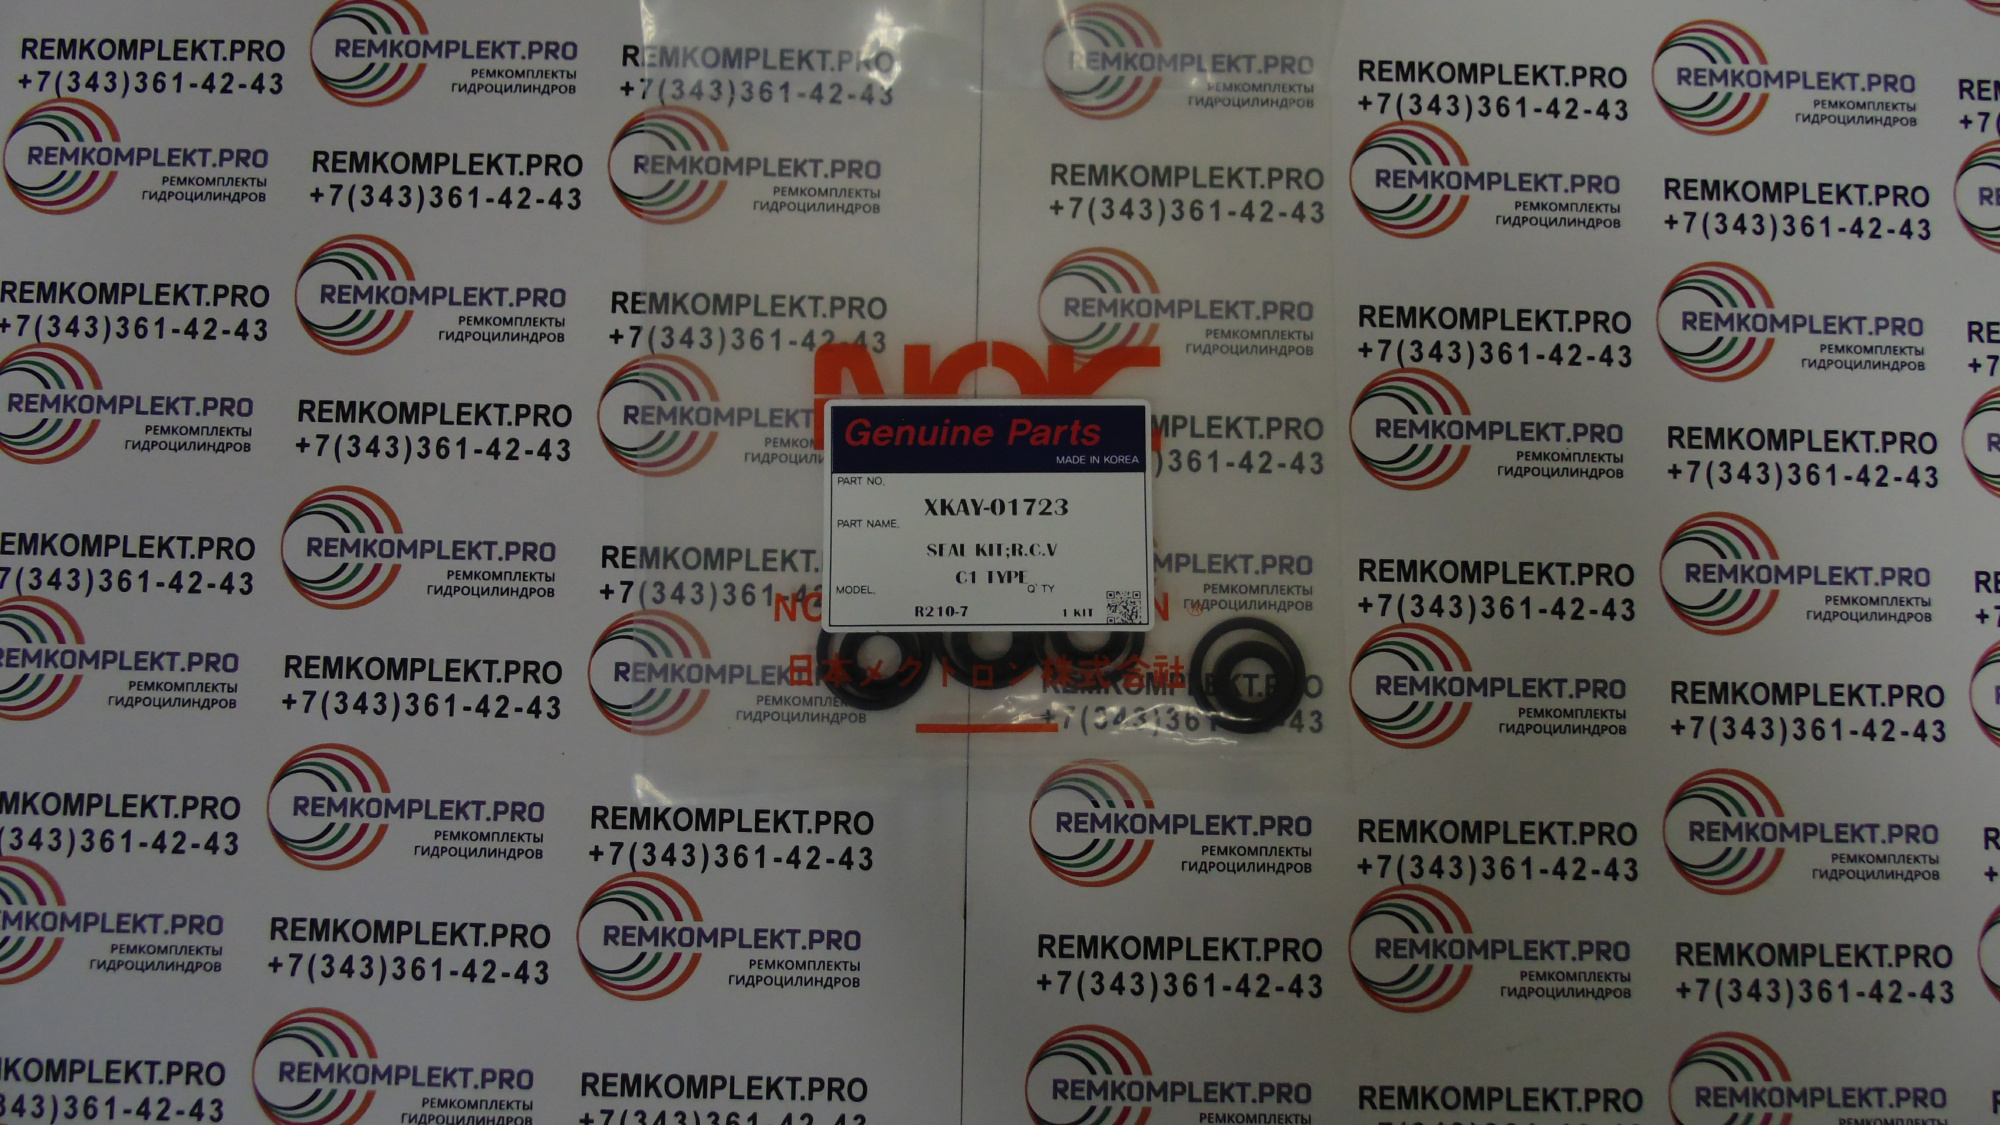 REMKOMPLEKT.PRO
+7(343)361-42-43
REMKOMPLEKT.PRO
РЕМКОМПЛЕКТЫ
ГИДРОЦИЛИНДРОВ
NOK
Genuine Parts
MADE IN KOREA
PART NO.
XKAY-01723
PART NAME.
SEAL KIT;R.C.V
C1 TYPE
MODEL.
Q' TY
R210-7
1 KIT
日本メクトロン株式会社